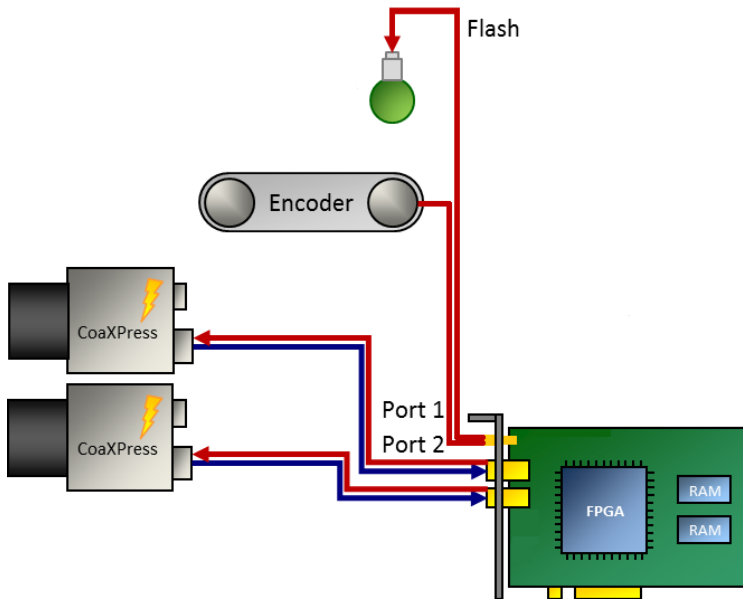 Flash
Encoder
CoaXPress
Port 1
Port 2
CoaXPress
FPGA
RAM
RAM